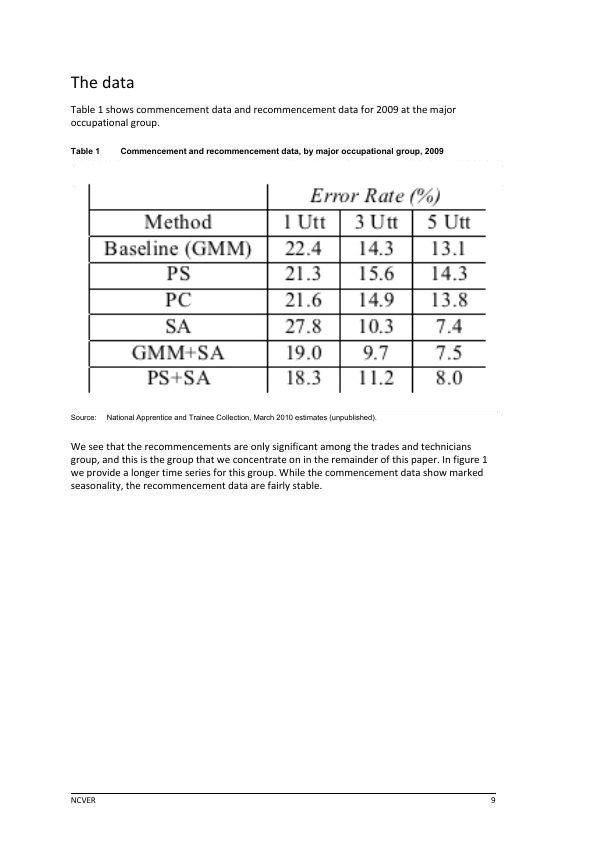 The data
Table 1 shows commencement data and recommencement data for 2009 at the major
occupational group.
Table 1 Commencement and recommencement data, by major occupational group, 2009
Error Rate (%)
Method 1 Utt 3 Utt 5 Utt
Baseline (GMM) 22.4 14.3 13.1
PS 21.3 15.6 14.3
PC 21.6 14.9 13.8
SA 27.8 10.3 7.4
GMM+SA 19.0 9.7 7.5
PS+SA 18.3 11.2 8.0
Source: National Apprentice and Trainee Collection, March 2010 estimates (unpublished).
We see that the recommencements are only significant among the trades and technicians
group, and this is the group that we concentrate on in the remainder of this paper. In figure 1
we provide a longer time series for this group. While the commencement data show marked
seasonality, the recommencement data are fairly stable.
NCVER 9